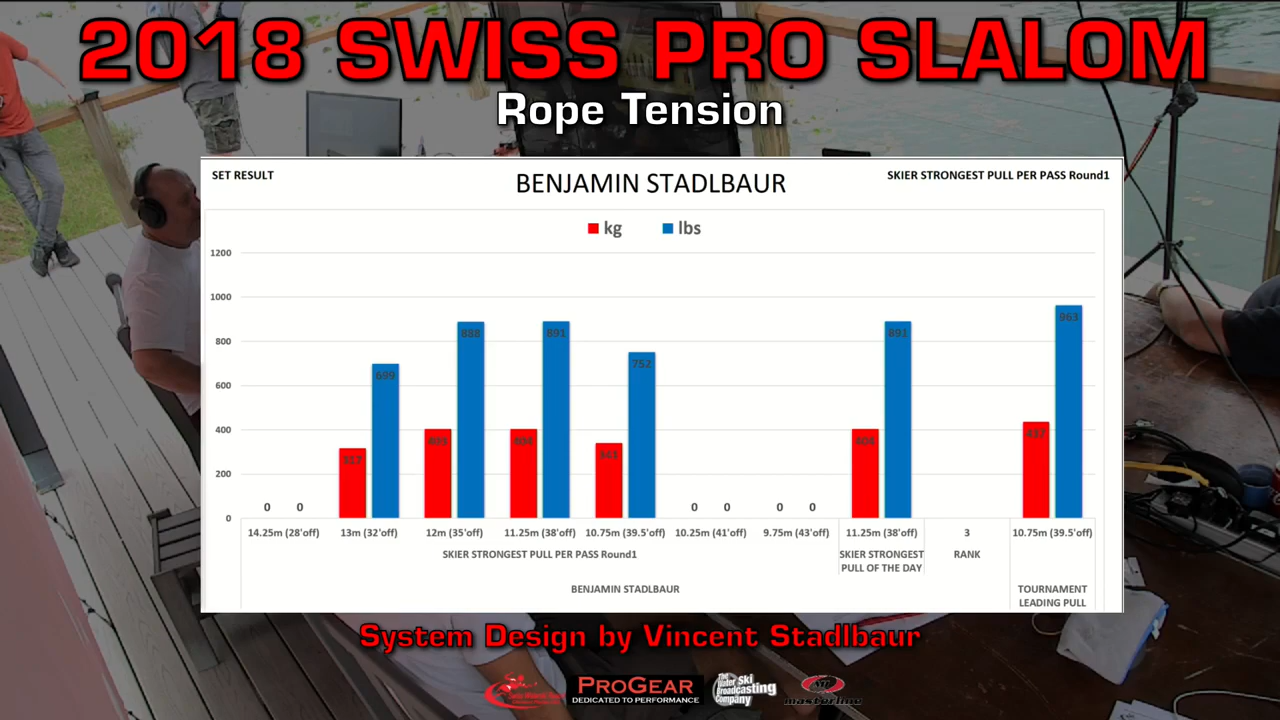 2018 SWISS PRO SLALOM
Rope Tension
SET RESULT
BENJAMIN STADLBAUR
SKIER STRONGEST PULL PER PASS Round1
kg
lbs
1200
1000
800
600
400
200
0
0 0
317 699
403 888
404 891
341 752
0 0
0 0
404 891
437 963
14.25m (28'off) 13m (32'off) 12m (35'off) 11.25m (38'off) 10.75m (39.5'off) 10.25m (41'off) 9.75m (43'off) 11.25m (38'off) 3 10.75m (39.5'off)
SKIER STRONGEST PULL PER PASS Round1
SKIER STRONGEST
PULL OF THE DAY
RANK
BENJAMIN STADLBAUR
TOURNAMENT
LEADING PULL
System Design by Vincent Stadlbaur
PROGEAR
DEDICATED TO PERFORMANCE
The Water Ski
Broadcasting
Company
masterline